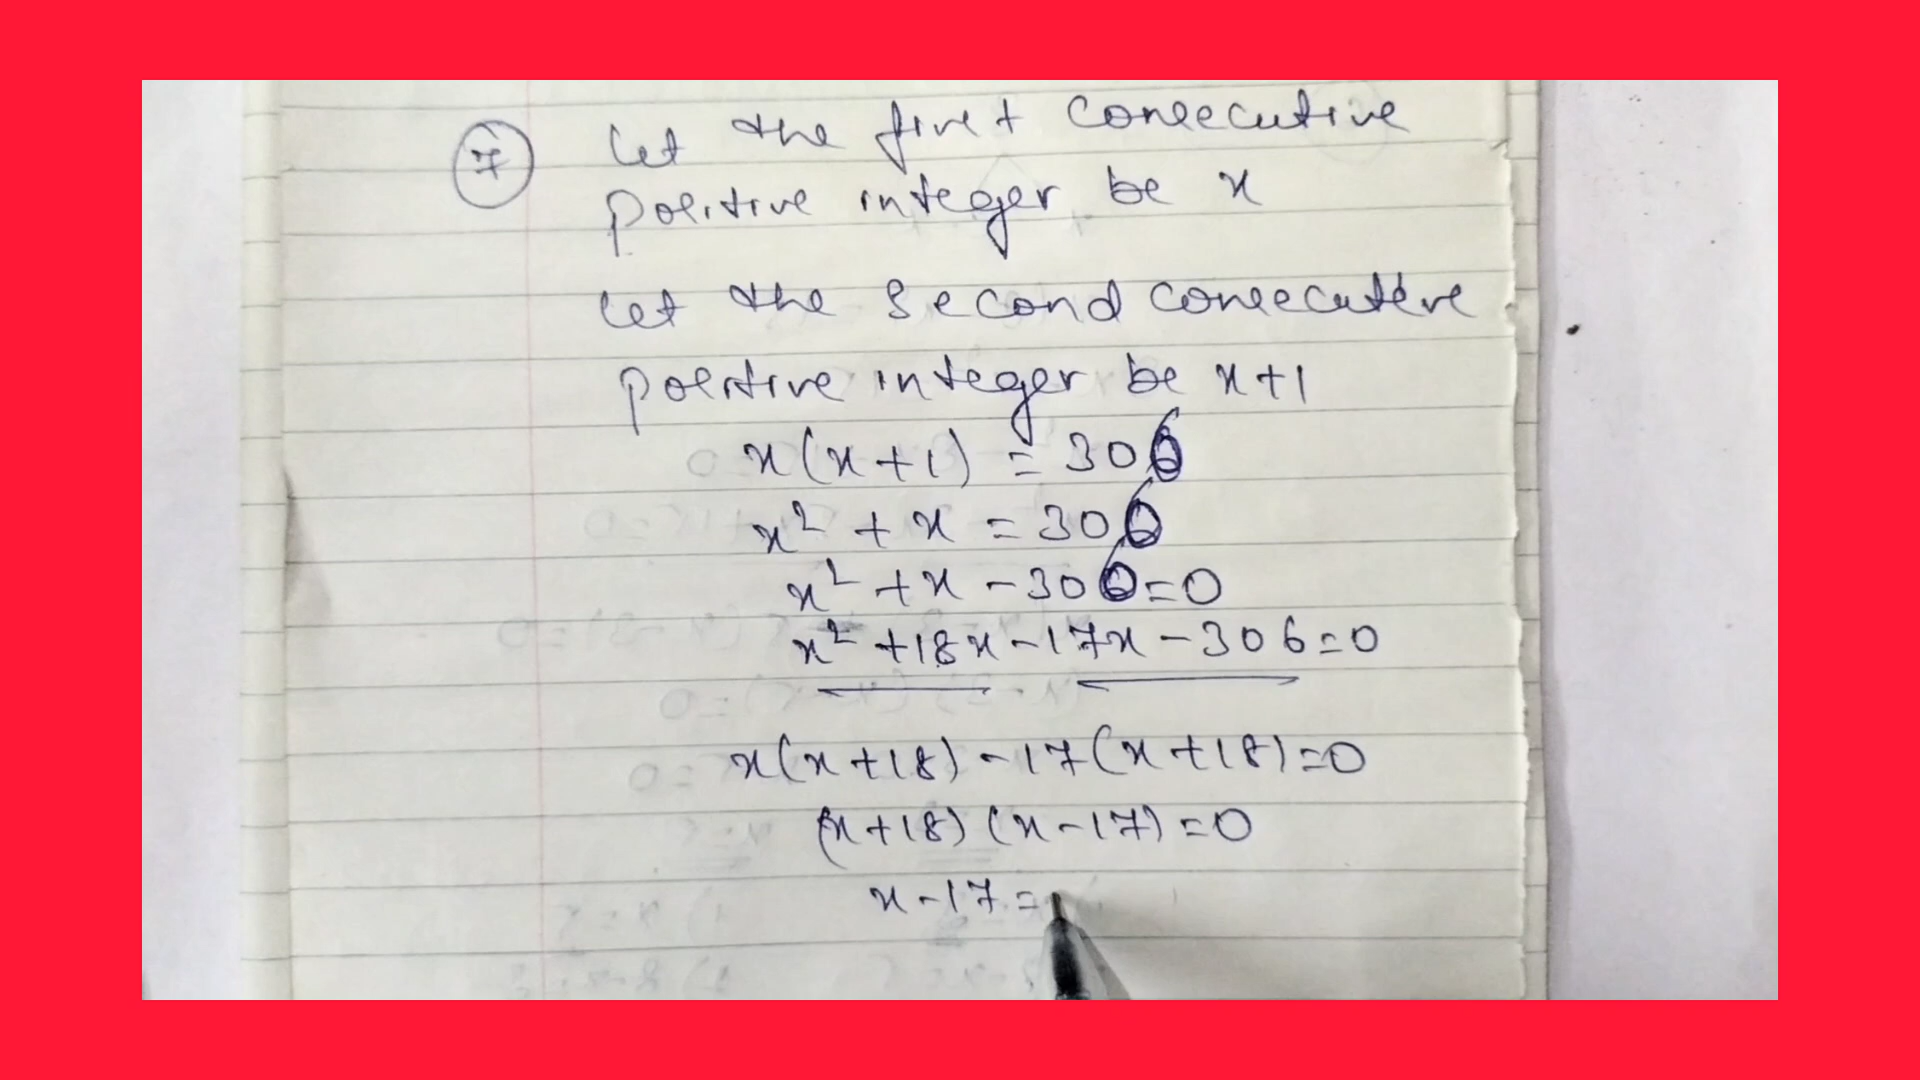 7 Let the first consecutive
positive integer be x
Let the second consecutive
positive integer be x+1
x(x+1) = 306
x² + x = 306
x² + x - 306 = 0
x² + 18x - 17x - 306 = 0
x(x+18) - 17(x+18) = 0
(x+18) (x-17) = 0
x - 17 =